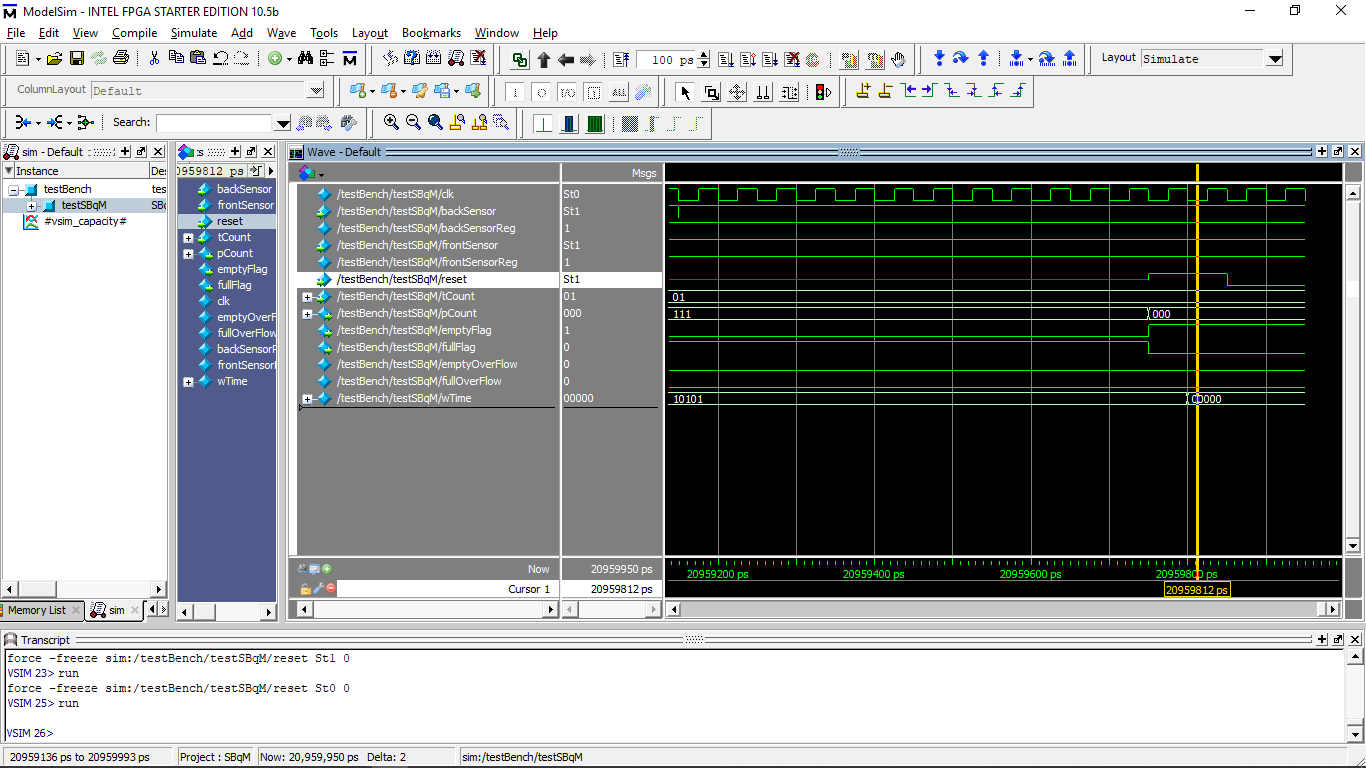 ModelSim - INTEL FPGA STARTER EDITION 10.5b
File Edit View Compile Simulate Add Wave Tools Layout Bookmarks Window Help
100 ps
Layout Simulate
ColumnLayout Default
Search:
sim - Default
Instance
testBench tes
testSBqM SBq
#vsim_capacity#
Memory List
sim
20959812 ps
backSensor
frontSensor
reset
tCount
pCount
emptyFlag
fullFlag
clk
emptyOverF
fullOverFlow
backSensorR
frontSensorI
wTime
Wave - Default
Msgs
/testBench/testSBqM/clk St0
/testBench/testSBqM/backSensor St1
/testBench/testSBqM/backSensorReg 1
/testBench/testSBqM/frontSensor St1
/testBench/testSBqM/frontSensorReg 1
/testBench/testSBqM/reset St1
/testBench/testSBqM/tCount 01 01
/testBench/testSBqM/pCount 000 111 000
/testBench/testSBqM/emptyFlag 1
/testBench/testSBqM/fullFlag 0
/testBench/testSBqM/emptyOverFlow 0
/testBench/testSBqM/fullOverFlow 0
/testBench/testSBqM/wTime 00000 10101 00000
Now 20959950 ps
20959200 ps 20959400 ps 20959600 ps 20959800 ps
Cursor 1 20959812 ps 20959812 ps
Transcript
force -freeze sim:/testBench/testSBqM/reset St1 0
VSIM 23> run
force -freeze sim:/testBench/testSBqM/reset St0 0
VSIM 25> run
VSIM 26>
20959136 ps to 20959993 ps Project : SBqM Now: 20,959,950 ps Delta: 2 sim:/testBench/testSBqM